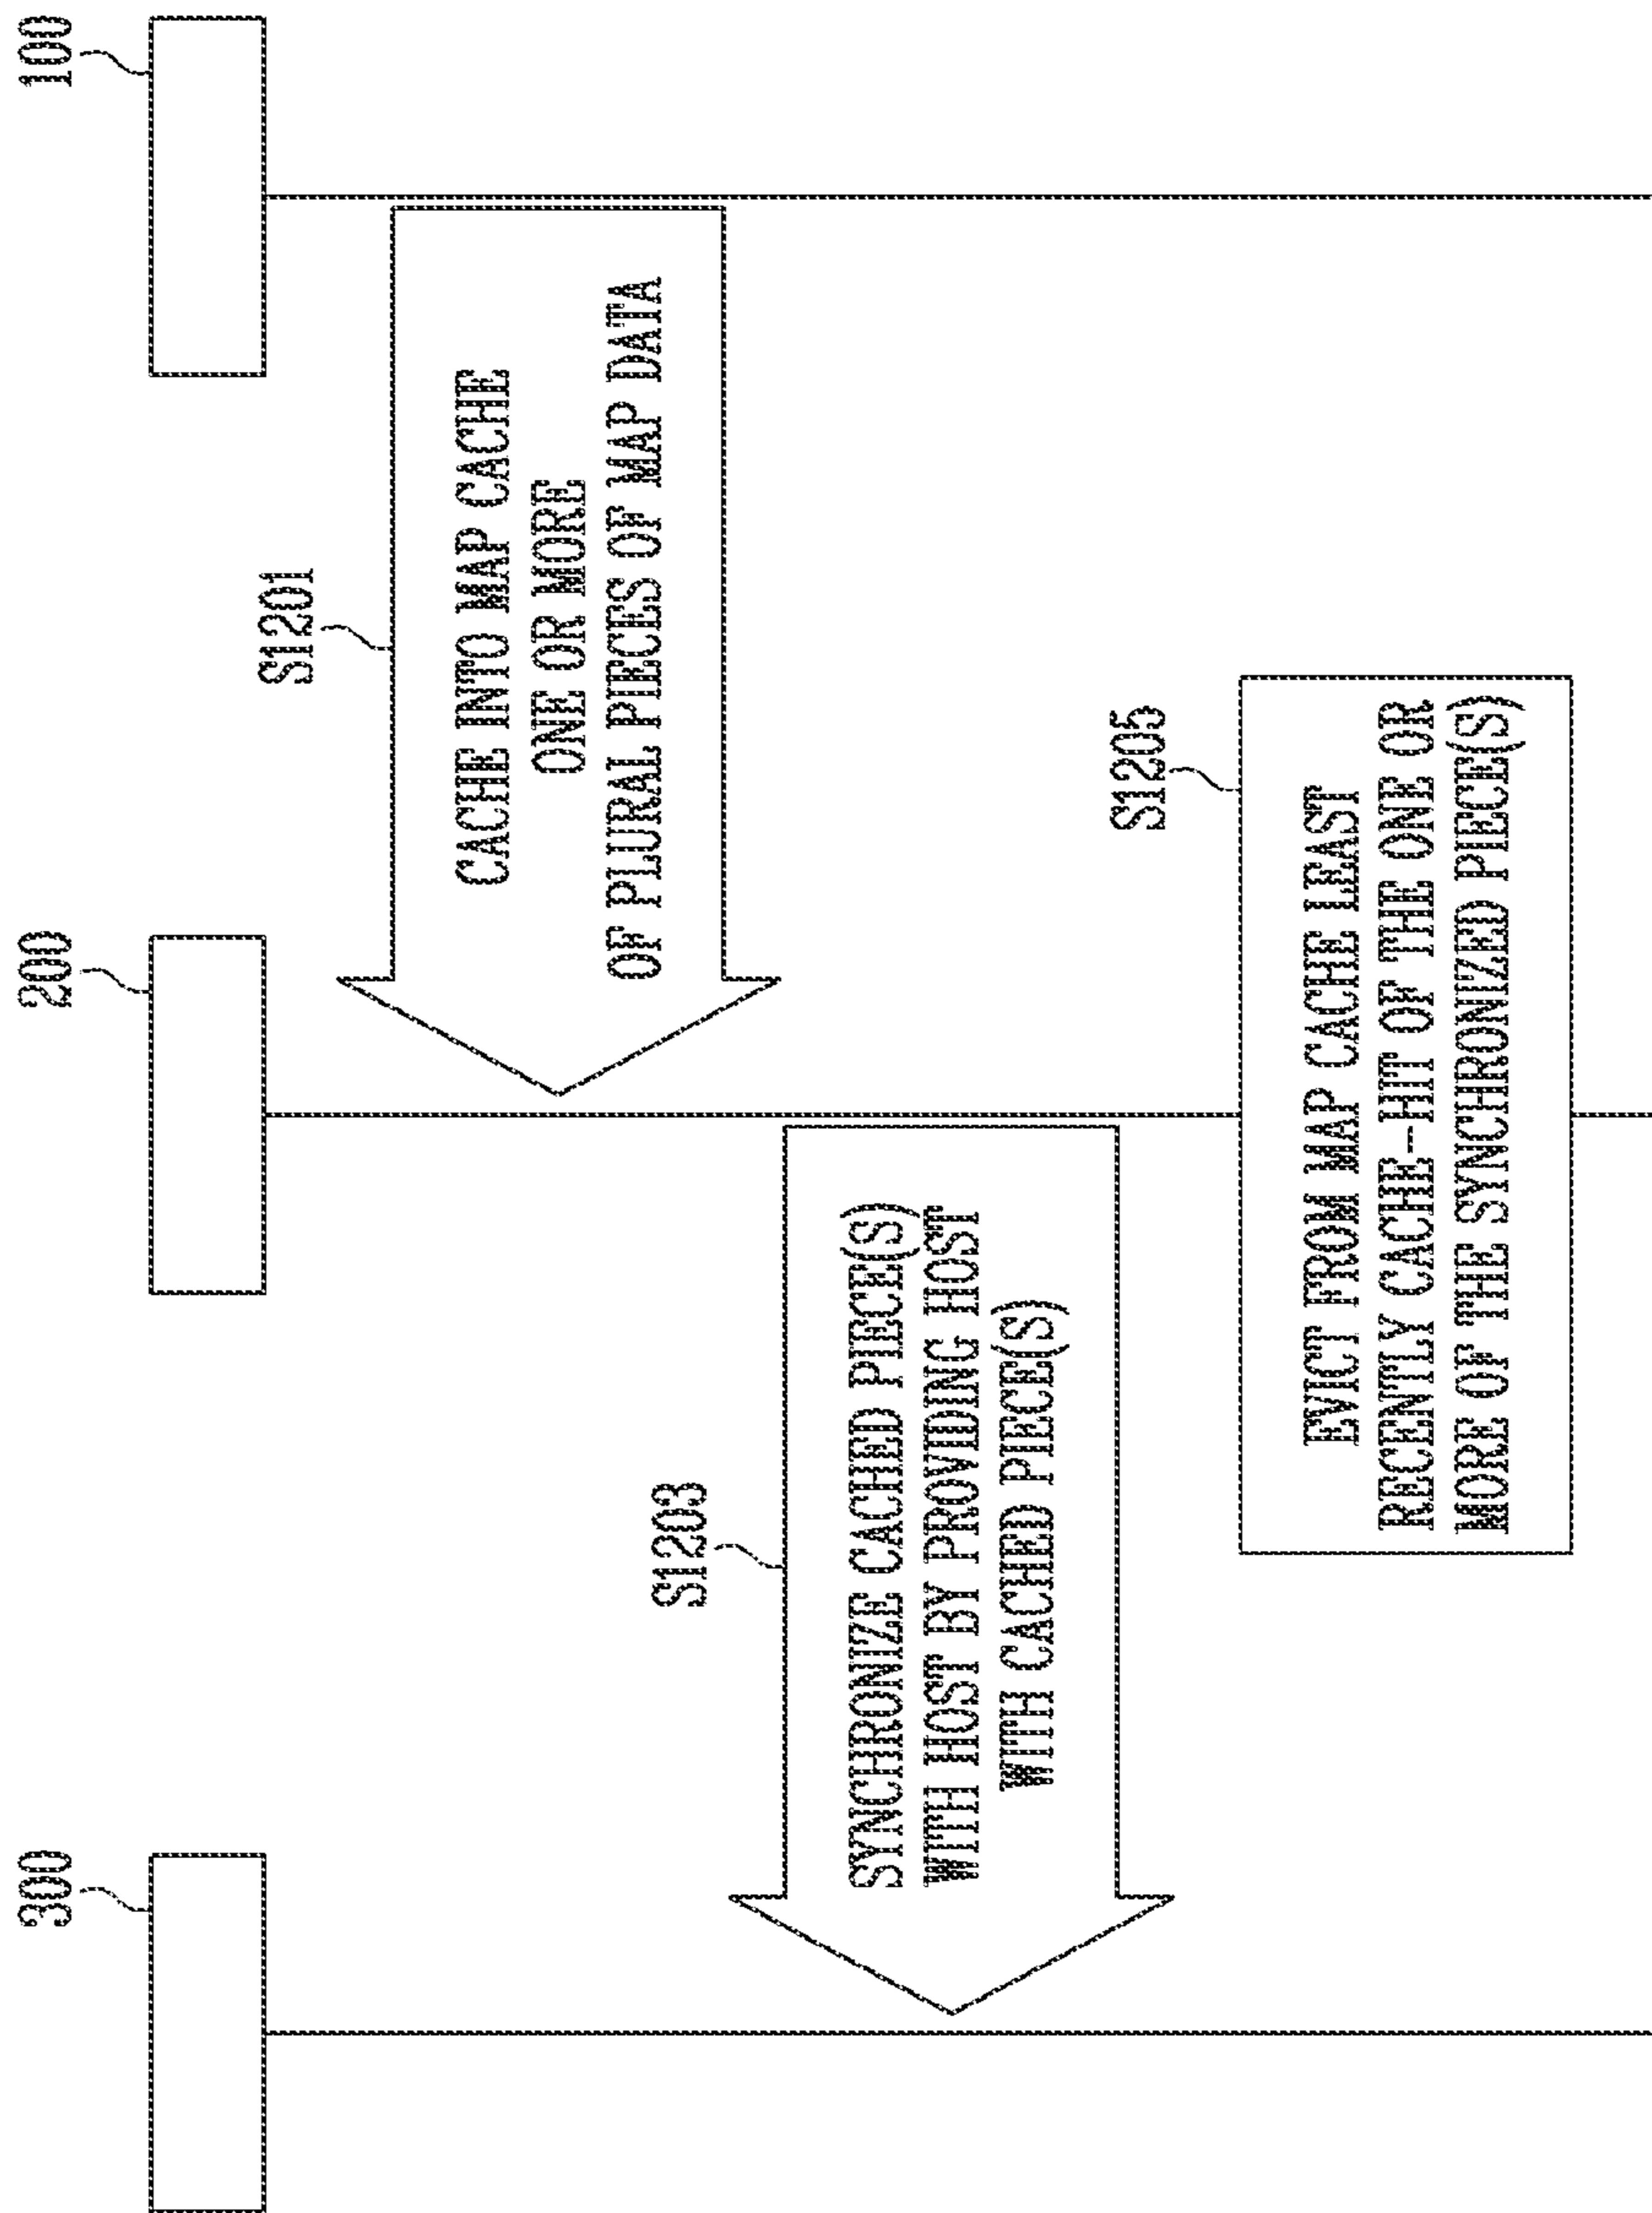 300
200
100
S1201
CACHE INTO MAP CACHE
ONE OR MORE
OF PLURAL PIECES OF MAP DATA
S1203
SYNCHRONIZE CACHED PIECE(S)
WITH HOST BY PROVIDING HOST
WITH CACHED PIECE(S)
S1205
EVICT FROM MAP CACHE LEAST
RECENTLY CACHE-HIT OF THE ONE OR
MORE OF THE SYNCHRONIZED PIECE(S)